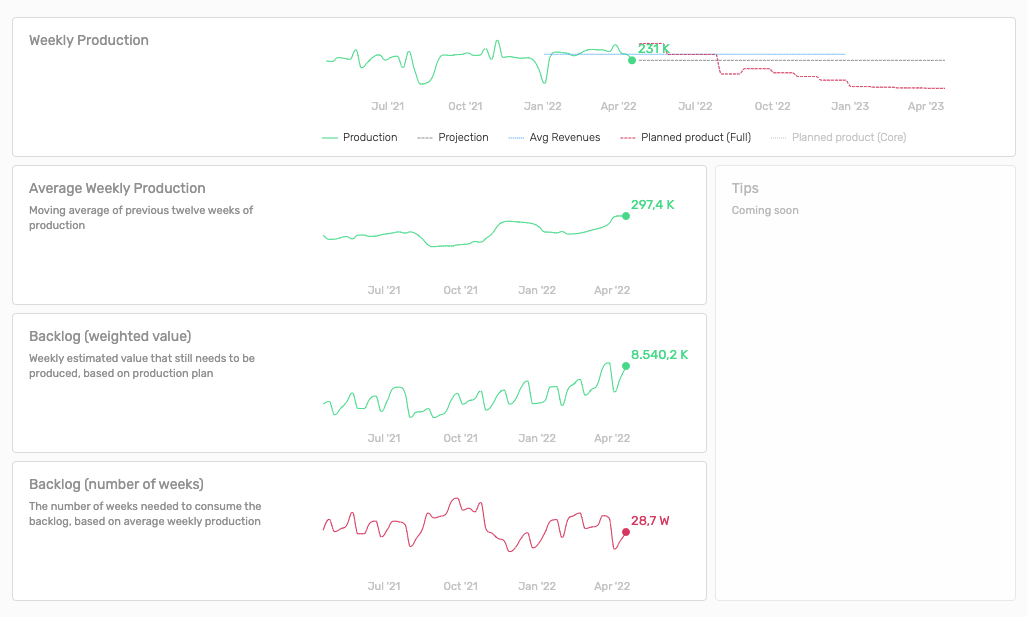 Weekly Production
231 K
Jul '21 Oct '21 Jan '22 Apr '22 Jul '22 Oct '22 Jan '23 Apr '23
Production Projection Avg Revenues Planned product (Full) Planned product (Core)
Average Weekly Production
Moving average of previous twelve weeks of
production
297,4 K
Jul '21 Oct '21 Jan '22 Apr '22
Backlog (weighted value)
Weekly estimated value that still needs to be
produced, based on production plan
8.540,2 K
Jul '21 Oct '21 Jan '22 Apr '22
Backlog (number of weeks)
The number of weeks needed to consume the
backlog, based on average weekly production
28,7 W
Jul '21 Oct '21 Jan '22 Apr '22
Tips
Coming soon